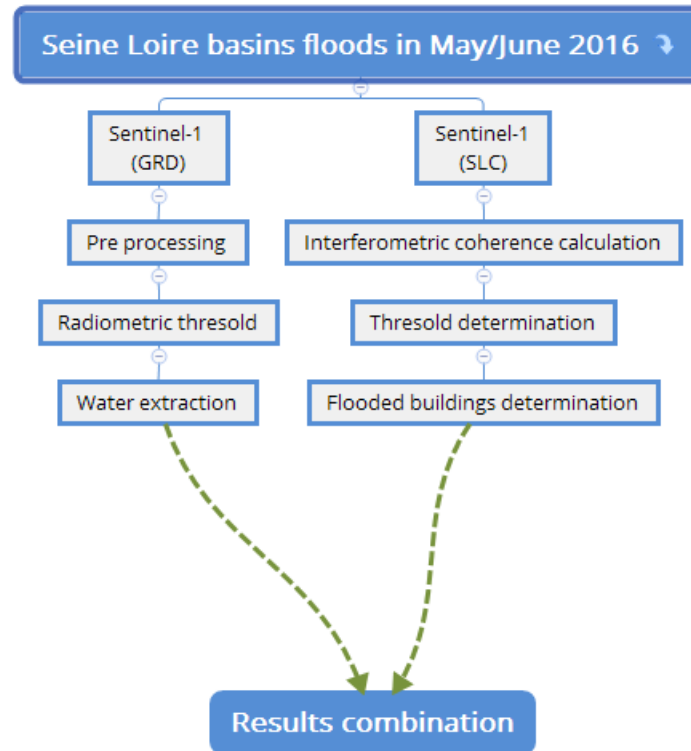 Seine Loire basins floods in May/June 2016
Sentinel-1
(GRD)
Sentinel-1
(SLC)
Pre processing
Interferometric coherence calculation
Radiometric thresold
Thresold determination
Water extraction
Flooded buildings determination
Results combination